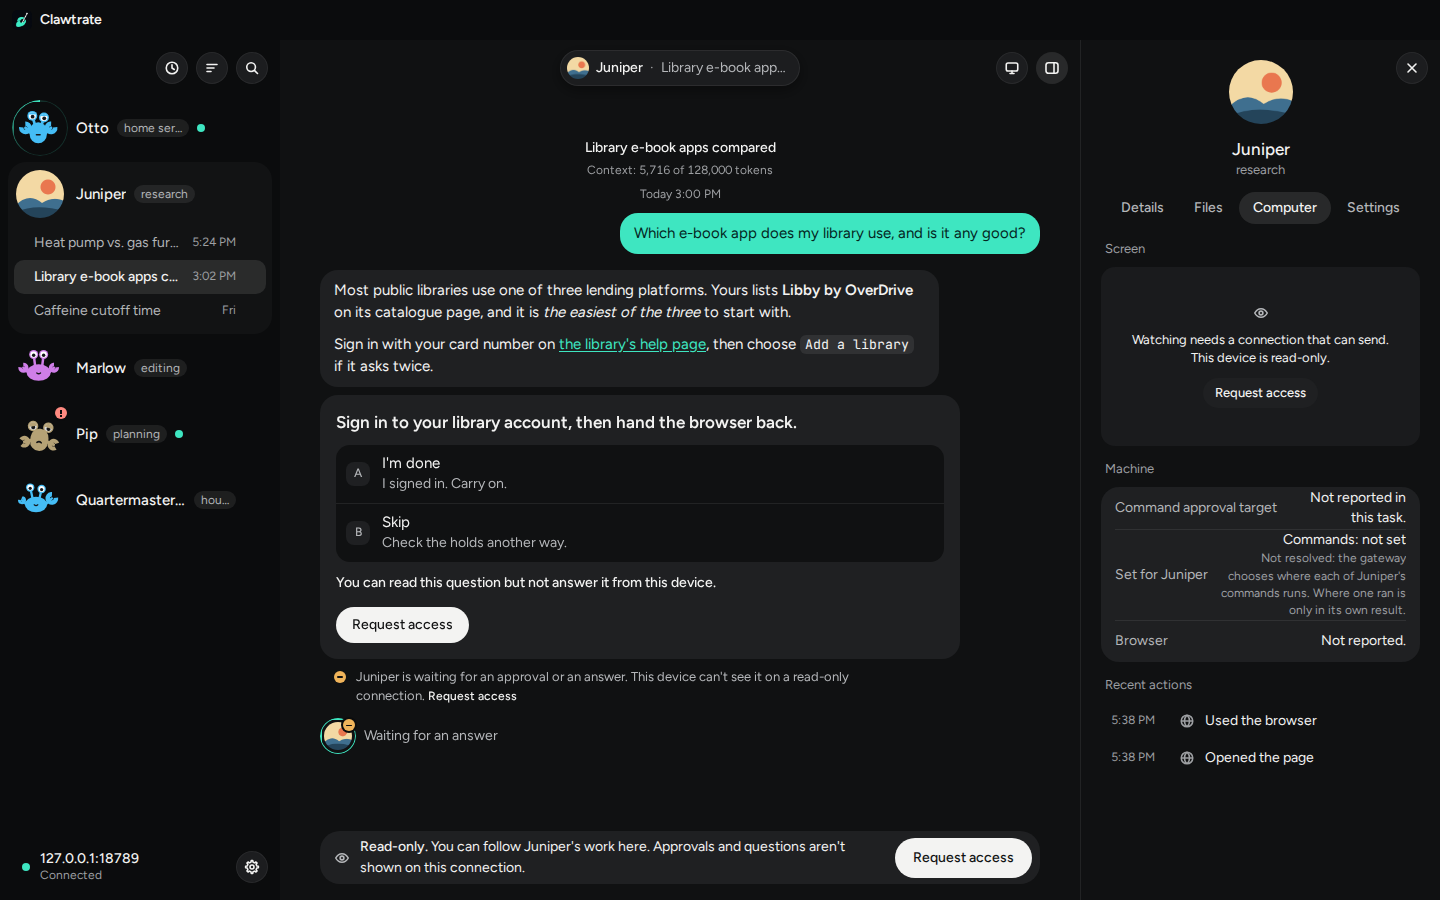 Clawtrate
Otto home ser...
Juniper research
Heat pump vs. gas fur... 5:24 PM
Library e-book apps c... 3:02 PM
Caffeine cutoff time Fri
Marlow editing
Pip planning
Quartermaster... hou...
127.0.0.1:18789
Connected
Juniper · Library e-book app...
Library e-book apps compared
Context: 5,716 of 128,000 tokens
Today 3:00 PM
Which e-book app does my library use, and is it any good?
Most public libraries use one of three lending platforms. Yours lists Libby by OverDrive
on its catalogue page, and it is the easiest of the three to start with.
Sign in with your card number on the library's help page, then choose Add a library
if it asks twice.
Sign in to your library account, then hand the browser back.
A I'm done
I signed in. Carry on.
B Skip
Check the holds another way.
You can read this question but not answer it from this device.
Request access
Juniper is waiting for an approval or an answer. This device can't see it on a read-only
connection. Request access
Waiting for an answer
Read-only. You can follow Juniper's work here. Approvals and questions aren't
shown on this connection.
Request access
Juniper
research
Details Files Computer Settings
Screen
Watching needs a connection that can send.
This device is read-only.
Request access
Machine
Command approval target Not reported in
this task.
Set for Juniper Commands: not set
Not resolved: the gateway
chooses where each of Juniper's
commands runs. Where one ran is
only in its own result.
Browser Not reported.
Recent actions
5:38 PM Used the browser
5:38 PM Opened the page